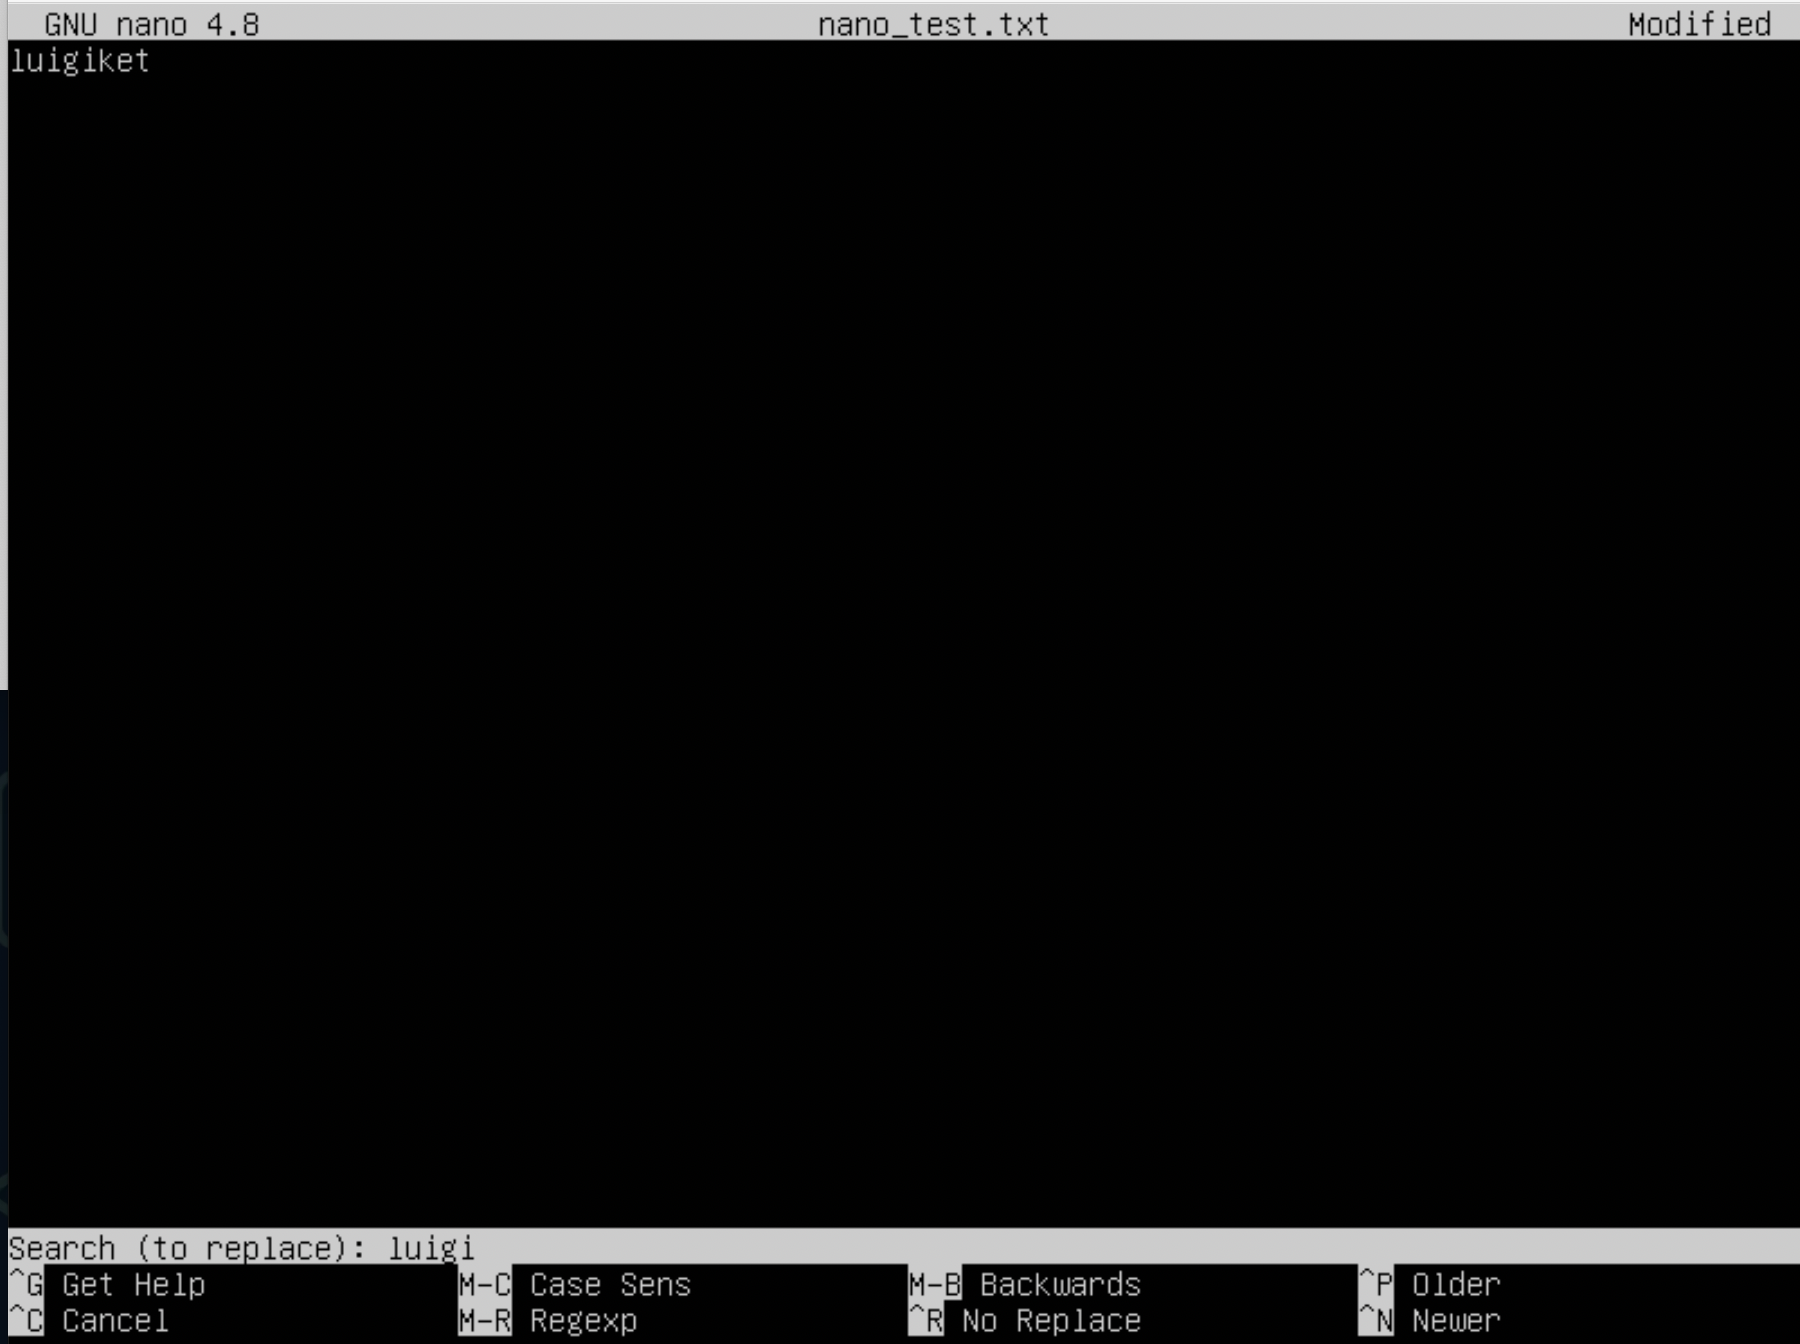 GNU nano 4.8 nano_test.txt Modified
luigiket
Search (to replace): luigi
^G Get Help M-C Case Sens M-B Backwards ^P Older
^C Cancel M-R Regexp ^R No Replace ^N Newer